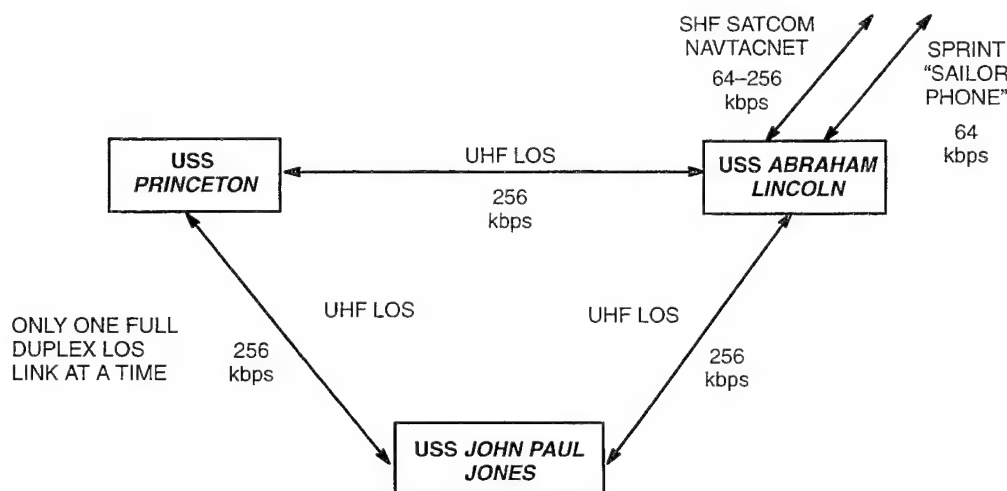 SHF SATCOM
NAVTACNET
64–256
kbps
SPRINT
“SAILOR
PHONE”
64
kbps
USS
PRINCETON
UHF LOS
256
kbps
USS ABRAHAM
LINCOLN
ONLY ONE FULL
DUPLEX LOS
LINK AT A TIME
UHF LOS
256
kbps
UHF LOS
256
kbps
USS JOHN PAUL
JONES